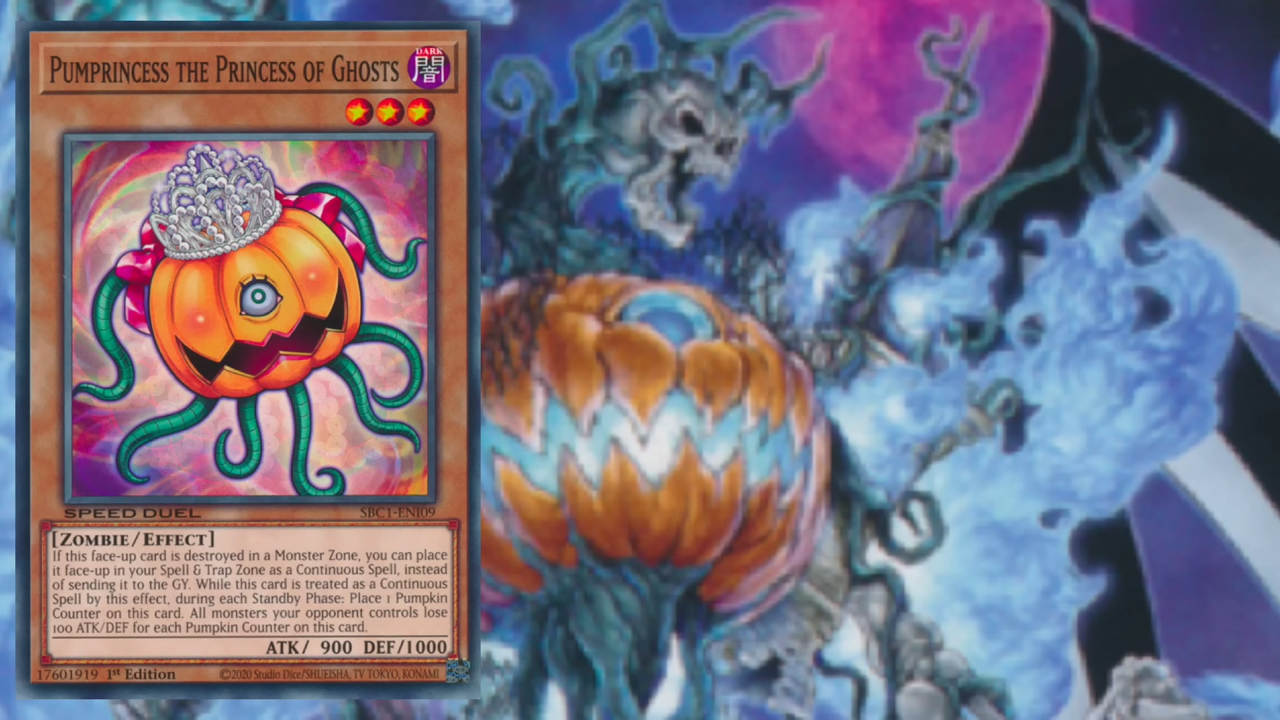 Pumprincess the Princess of Ghosts
DARK
闇
SPEED DUEL
SBC1-ENI09
[Zombie/Effect]
If this face-up card is destroyed in a Monster Zone, you can place
it face-up in your Spell & Trap Zone as a Continuous Spell, instead
of sending it to the GY. While this card is treated as a Continuous
Spell by this effect, during each Standby Phase: Place 1 Pumpkin
Counter on this card. All monsters your opponent controls lose
100 ATK/DEF for each Pumpkin Counter on this card.
ATK/ 900 DEF/1000
17601919 1st Edition ©2020 Studio Dice/SHUEISHA, TV TOKYO, KONAMI